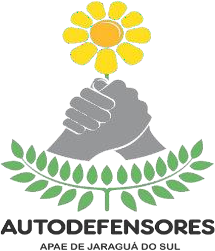 AUTODEFENSORES
APAE DE JARAGUÁ DO SUL